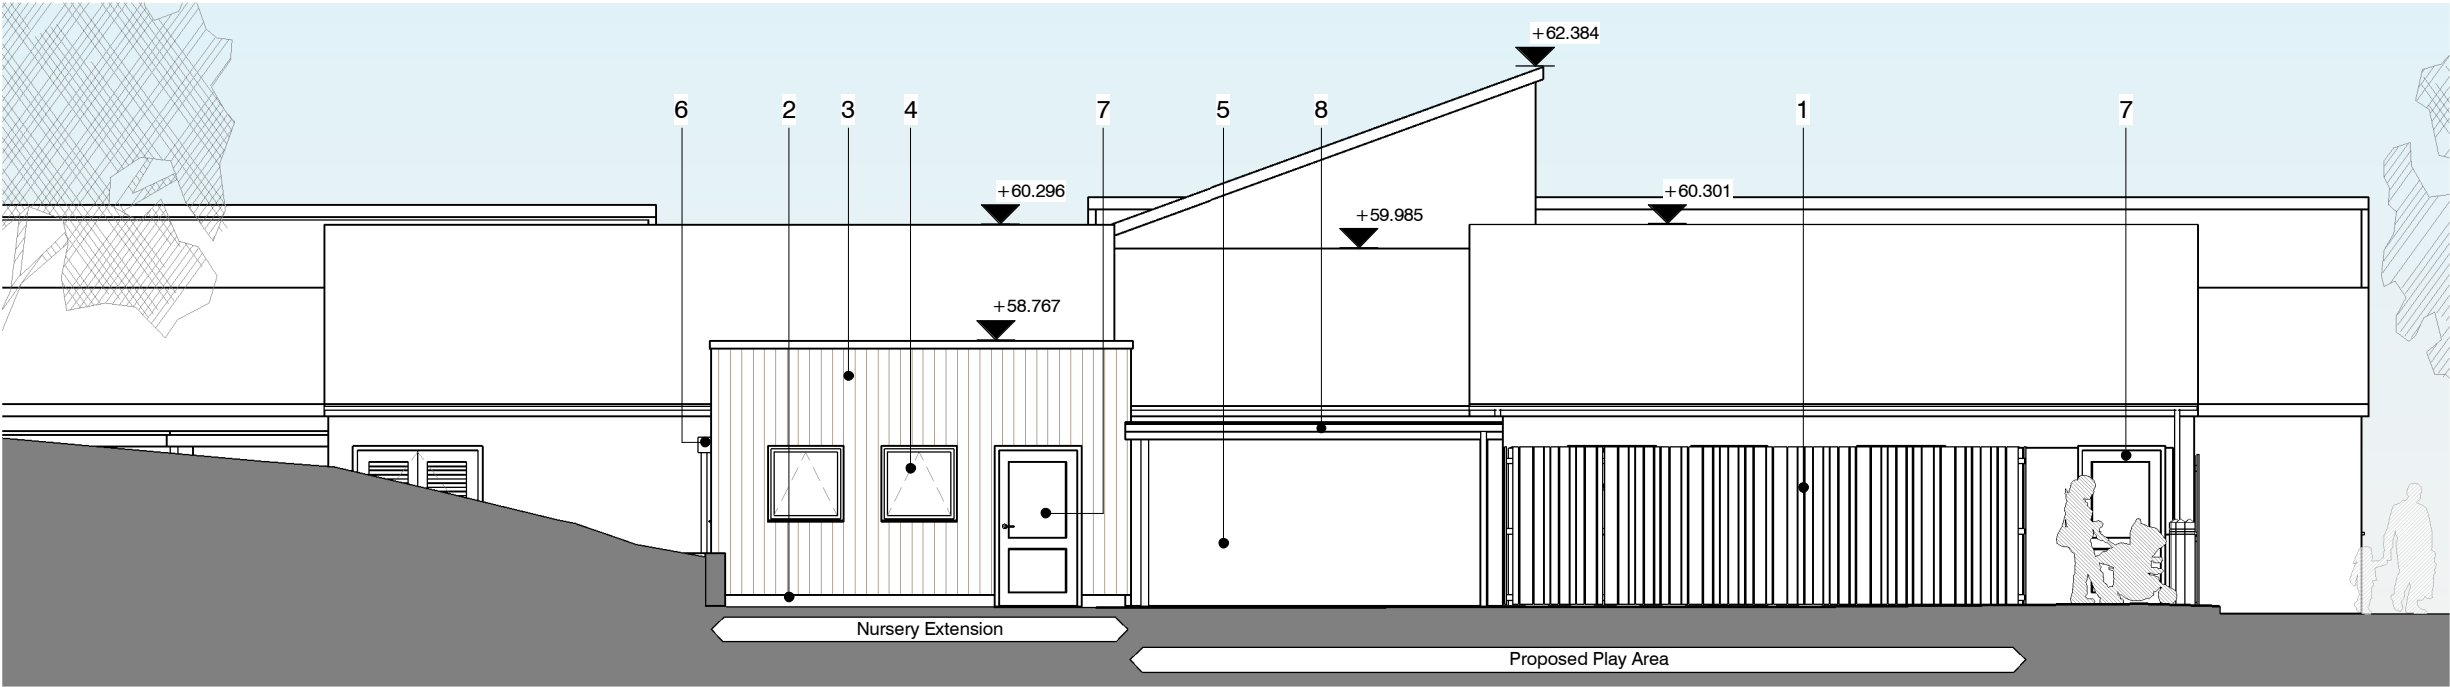 +62.384
6 2 3 4 7 5 8 1 7
+60.296 +60.301
+59.985
+58.767
Nursery Extension
Proposed Play Area